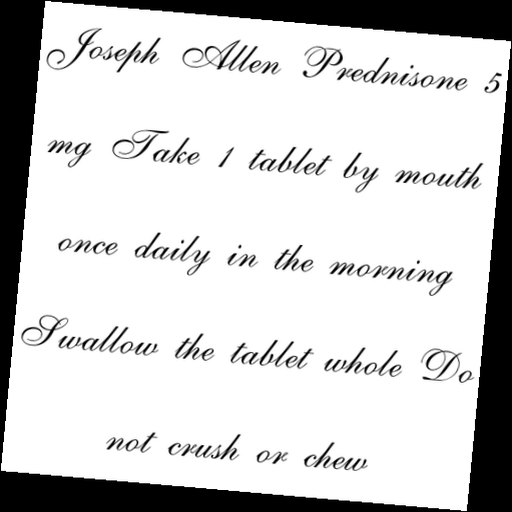 Joseph Allen Prednisone 5
mg Take 1 tablet by mouth
once daily in the morning
Swallow the tablet whole Do
not crush or chew